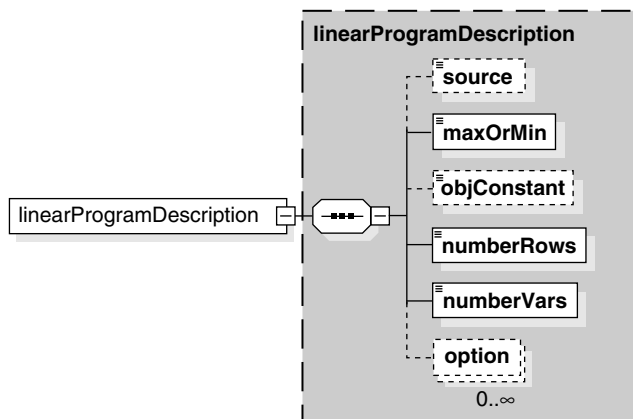 linearProgramDescription
source
maxOrMin
objConstant
linearProgramDescription
numberRows
numberVars
option
0..∞